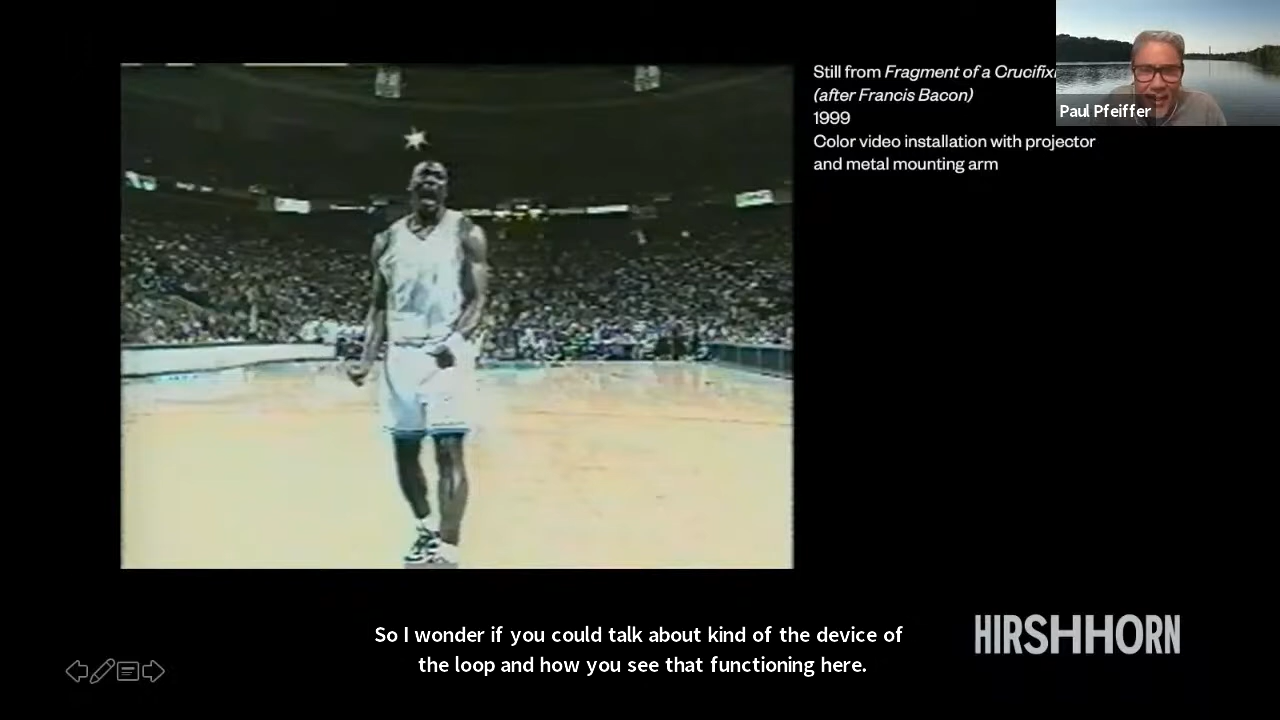 Still from Fragment of a Crucifixi
(after Francis Bacon)
1999
Color video installation with projector
and metal mounting arm
Paul Pfeiffer
So I wonder if you could talk about kind of the device of
the loop and how you see that functioning here.
HIRSHHORN